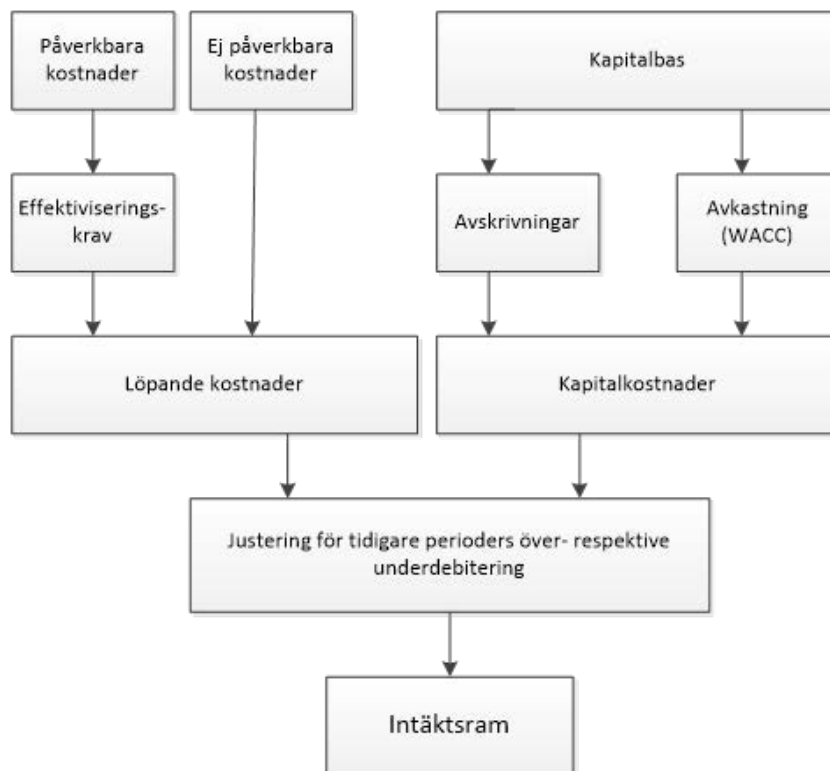 Påverkbara
kostnader
Ej påverkbara
kostnader
Kapitalbas
Effektiviserings-
krav
Avskrivningar
Avkastning
(WACC)
Löpande kostnader
Kapitalkostnader
Justering för tidigare perioders över- respektive
underdebitering
Intäktsram